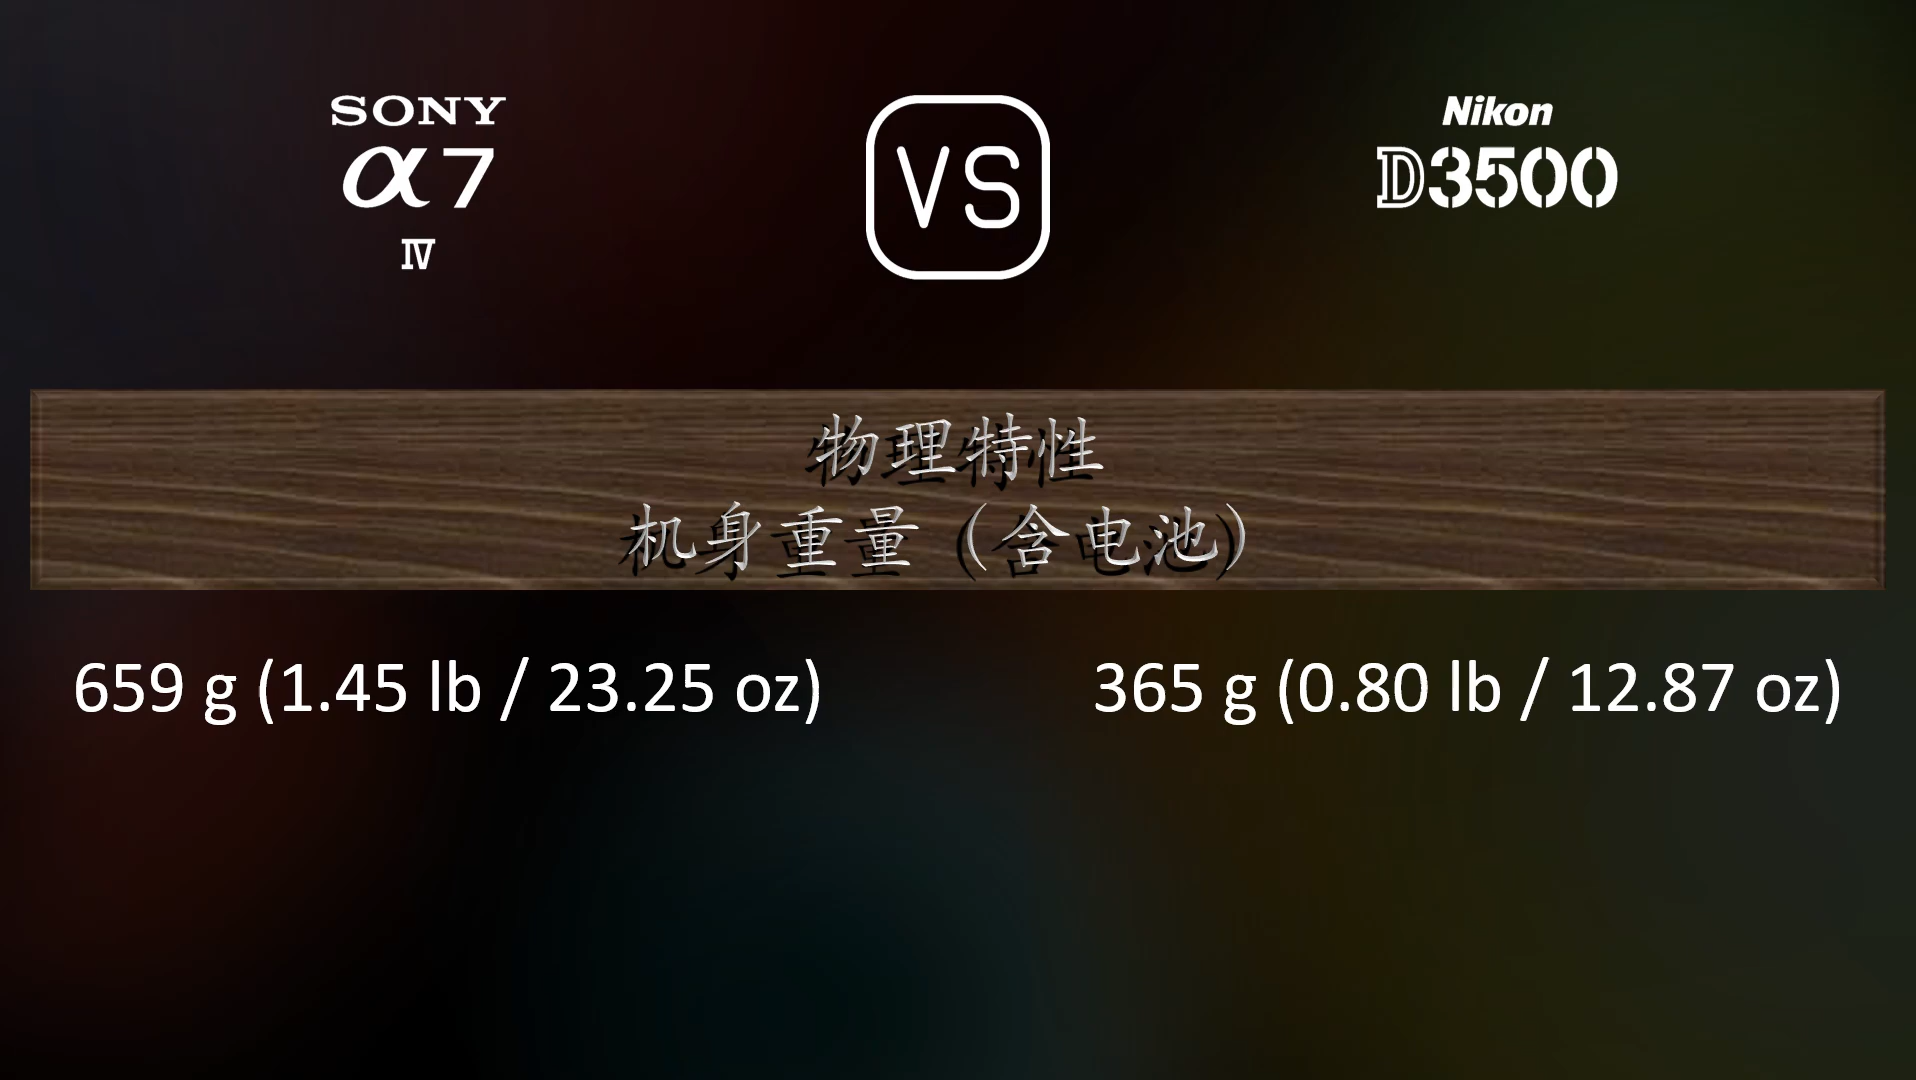 SONY
α7
IV
VS
Nikon
D3500
物理特性
机身重量（含电池）
659 g (1.45 lb / 23.25 oz)
365 g (0.80 lb / 12.87 oz)